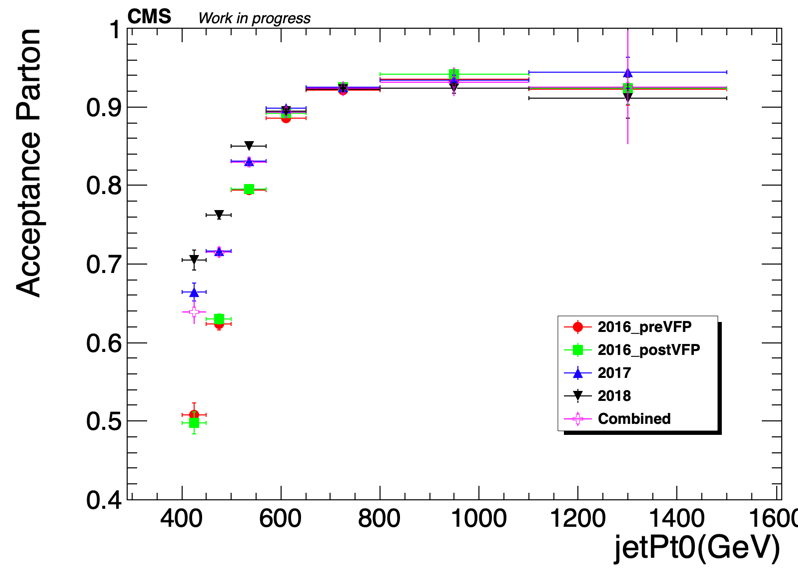 CMS Work in progress
Acceptance Parton
1
0.9
0.8
0.7
0.6
0.5
0.4
2016_preVFP
2016_postVFP
2017
2018
Combined
400 600 800 1000 1200 1400 1600
jetPt0(GeV)